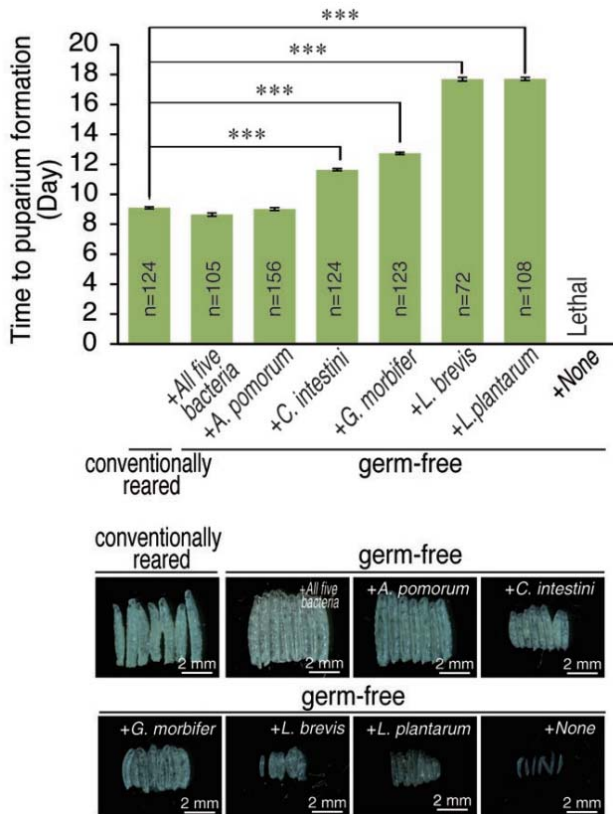 ***
***
***
***
Time to puparium formation
(Day)
20
18
16
14
12
10
8
6
4
2
0
n=124
n=105
n=156
n=124
n=123
n=72
n=108
Lethal
+All five
bacteria
+A. pomorum
+C. intestini
+G. morbifer
+L. brevis
+L.plantarum
+None
conventionally
reared
germ-free
conventionally
reared
germ-free
+All five
bacteria
+A. pomorum
+C. intestini
2 mm
2 mm
2 mm
2 mm
germ-free
+G. morbifer
+L. brevis
+L. plantarum
+None
2 mm
2 mm
2 mm
2 mm